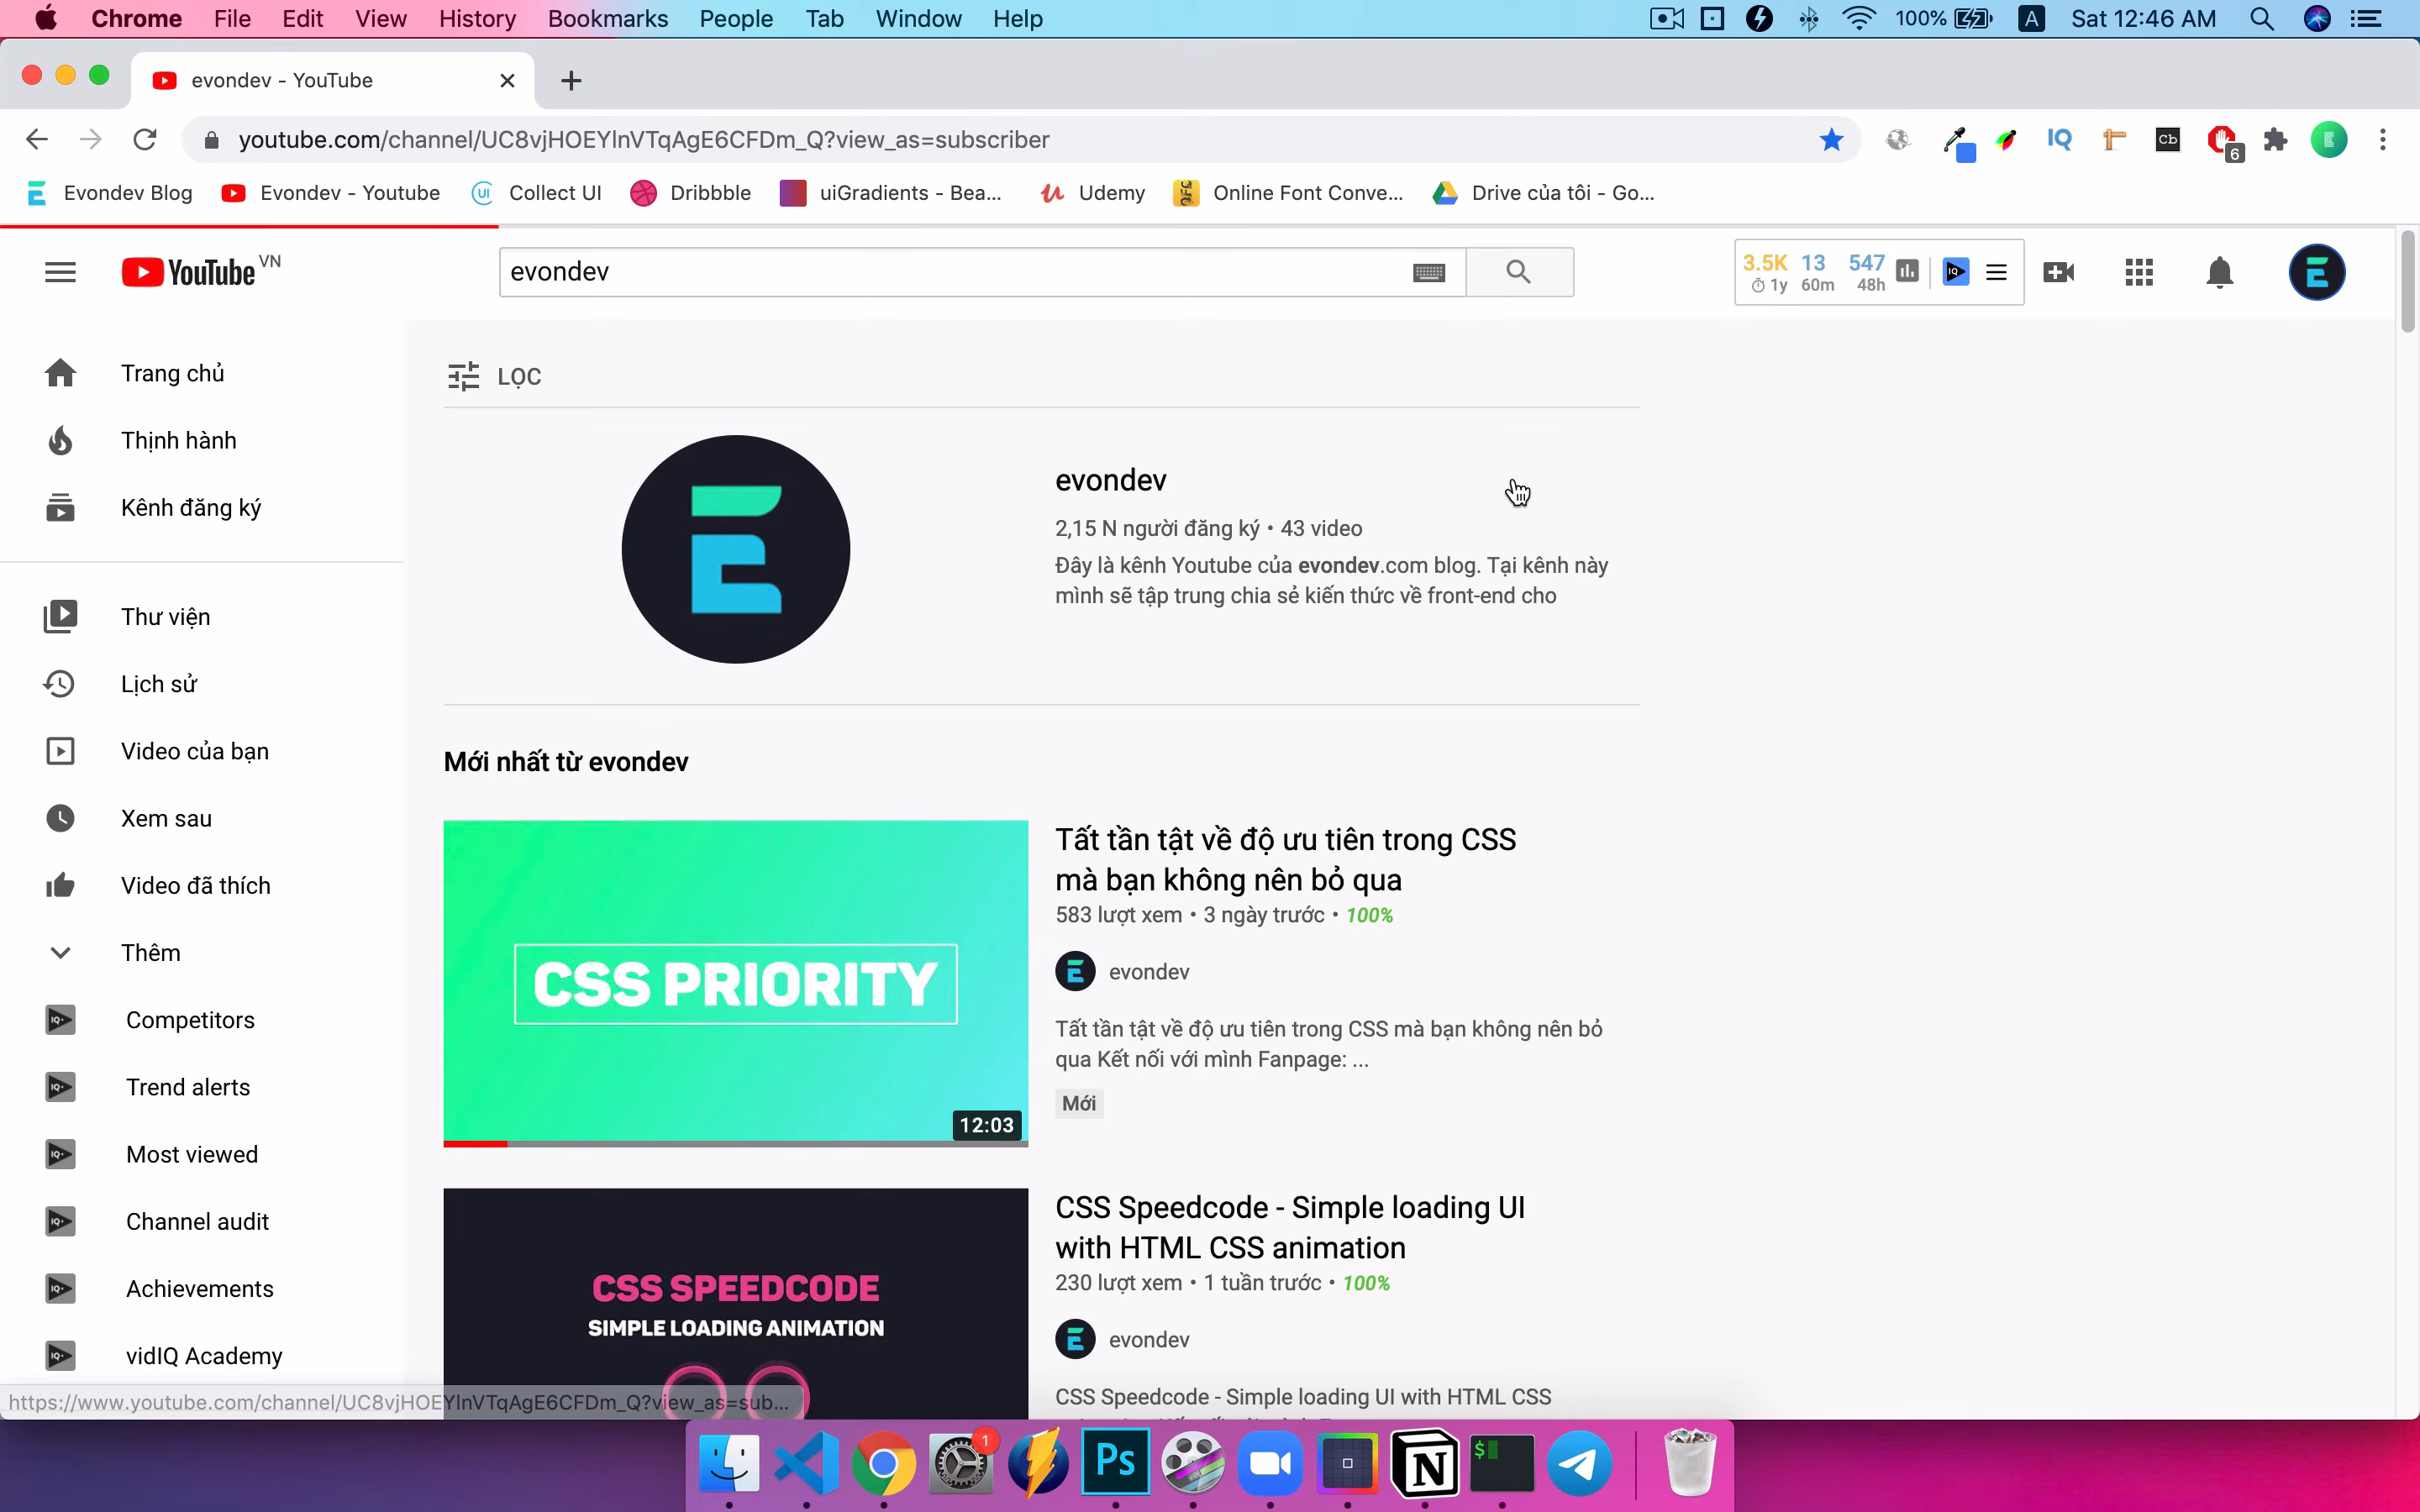 Chrome File Edit View History Bookmarks People Tab Window Help 100% A Sat 12:46 AM
evondev - YouTube
youtube.com/channel/UC8vjHOEYlnVTqAgE6CFDm_Q?view_as=subscriber IQ Cb 6 E
Evondev Blog Evondev - Youtube UI Collect UI Dribbble uiGradients - Bea... Udemy Online Font Conve... Drive của tôi - Go...
YouTube VN
evondev
3.5K 13 547 IQ
1y 60m 48h
Trang chủ
Thịnh hành
Kênh đăng ký
Thư viện
Lịch sử
Video của bạn
Xem sau
Video đã thích
Thêm
Competitors
Trend alerts
Most viewed
Channel audit
Achievements
vidIQ Academy
LỌC
evondev
2,15 N người đăng ký • 43 video
Đây là kênh Youtube của evondev.com blog. Tại kênh này
mình sẽ tập trung chia sẻ kiến thức về front-end cho
Mới nhất từ evondev
CSS PRIORITY
12:03
Tất tần tật về độ ưu tiên trong CSS
mà bạn không nên bỏ qua
583 lượt xem • 3 ngày trước • 100%
evondev
Tất tần tật về độ ưu tiên trong CSS mà bạn không nên bỏ
qua Kết nối với mình Fanpage: ...
Mới
CSS SPEEDCODE
SIMPLE LOADING ANIMATION
CSS Speedcode - Simple loading UI
with HTML CSS animation
230 lượt xem • 1 tuần trước • 100%
evondev
CSS Speedcode - Simple loading UI with HTML CSS
https://www.youtube.com/channel/UC8vjHOEYlnVTqAgE6CFDm_Q?view_as=sub...
1 Ps N $